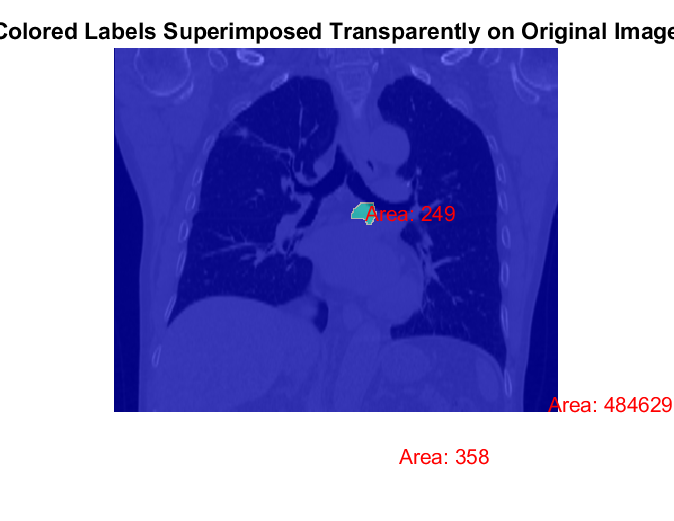 Colored Labels Superimposed Transparently on Original Image
Area: 249
Area: 484629
Area: 358